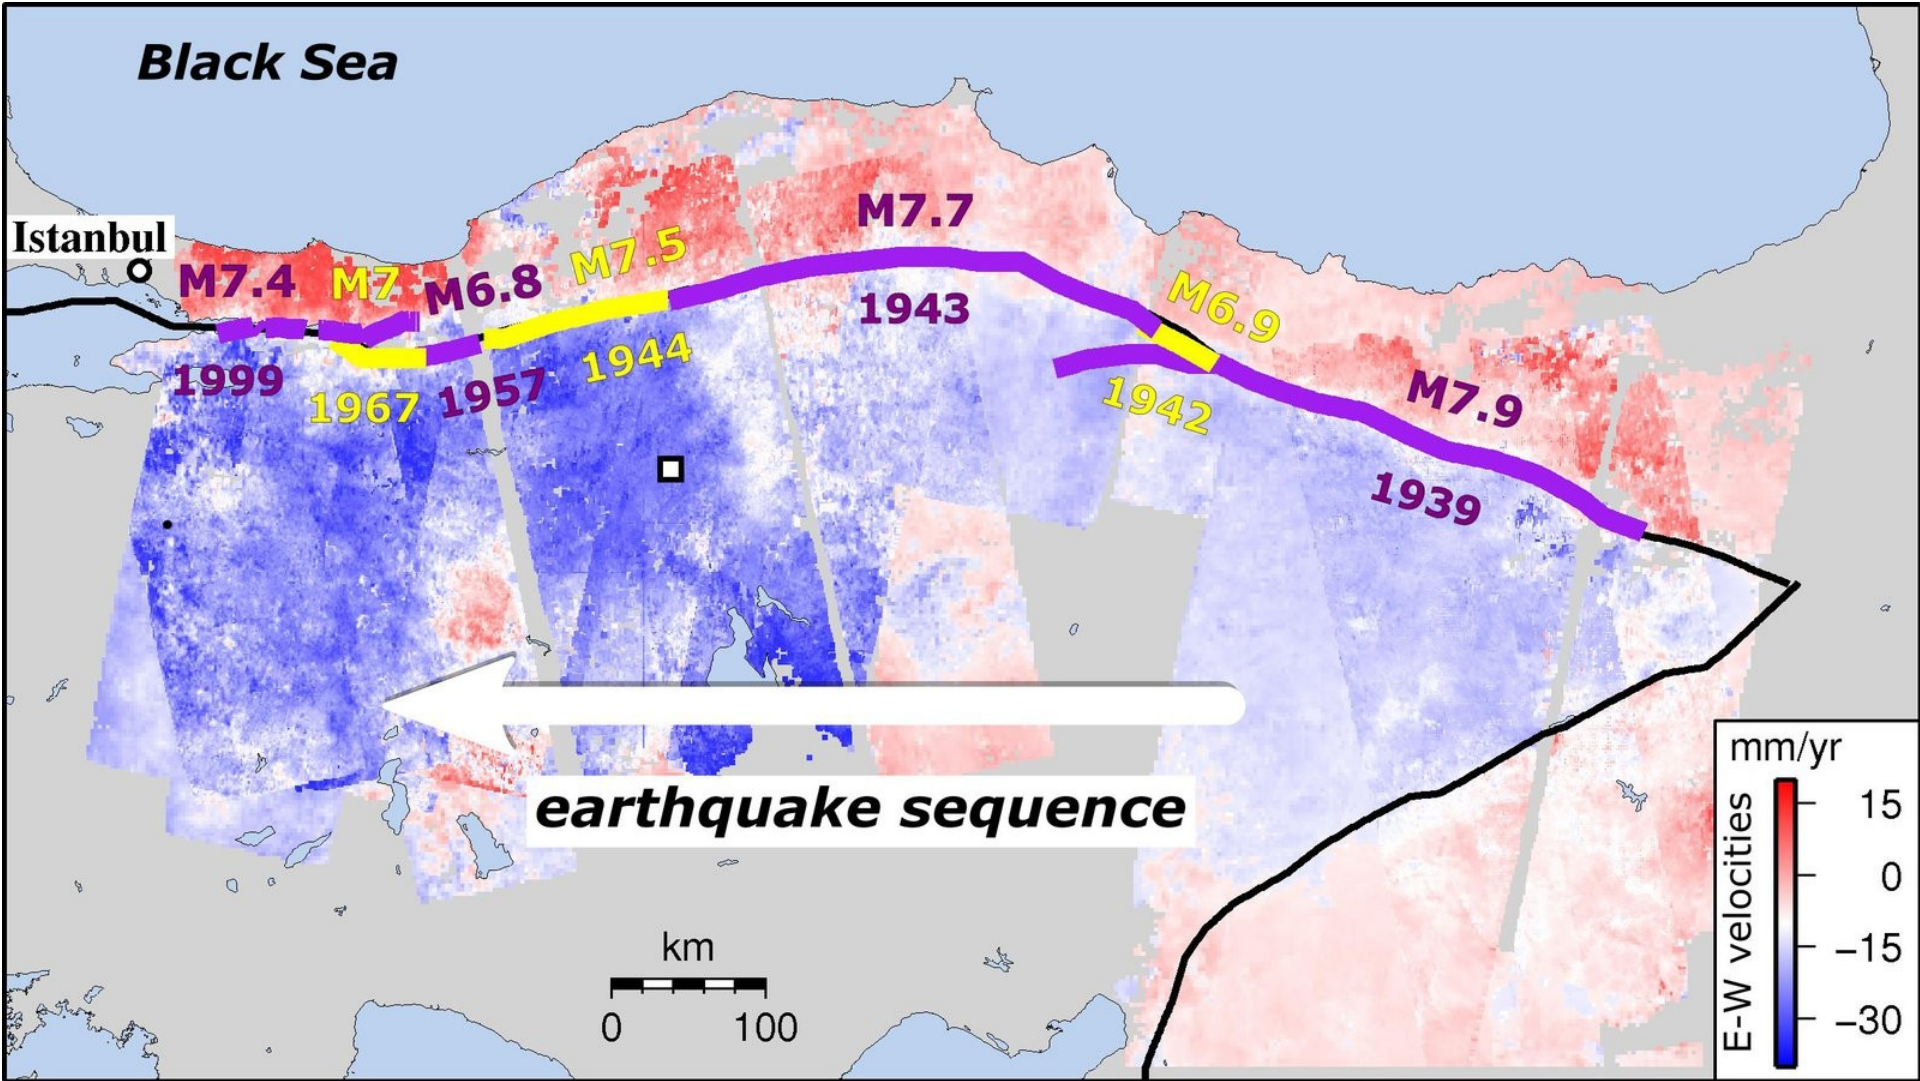 Black Sea
Istanbul
M7.4
M7
M6.8
M7.5
M7.7
M6.9
M7.9
1999
1967
1957
1944
1943
1942
1939
earthquake sequence
km
0 100
mm/yr
E-W velocities
15
0
−15
−30